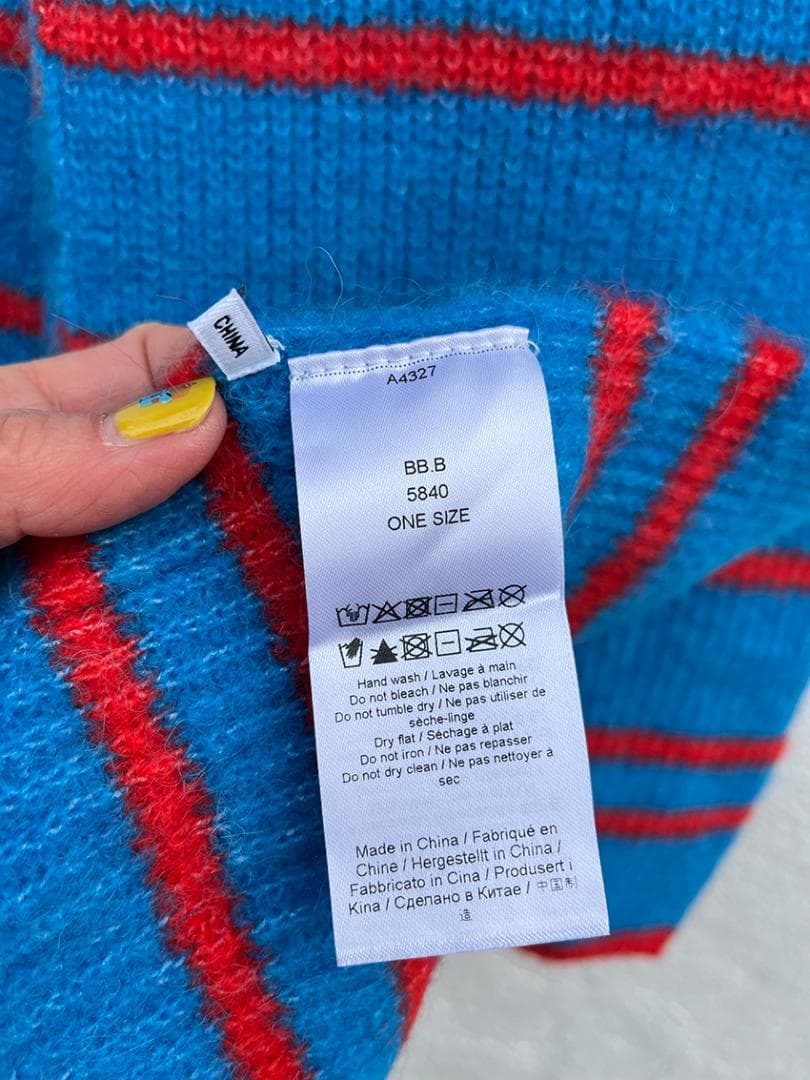 CHINA
A4327
BB.B
5840
ONE SIZE
Hand wash / Lavage à main
Do not bleach / Ne pas blanchir
Do not tumble dry / Ne pas utiliser de
sèche-linge
Dry flat / Séchage à plat
Do not iron / Ne pas repasser
Do not dry clean / Ne pas nettoyer à
sec
Made in China / Fabriqué en
Chine / Hergestellt in China /
Fabbricato in Cina / Produsert i
Kina / Сделано в Китае / 中国制
造